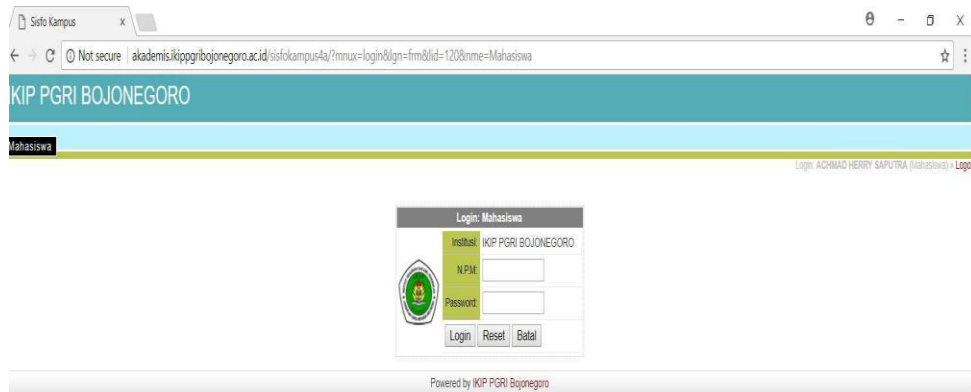 Sisfo Kampus
Not secure | akademis.ikippgribojonegoro.ac.id/sisfokampus4a/?mnux=login&lgn=frm&lid=120&nme=Mahasiswa
IKIP PGRI BOJONEGORO
Mahasiswa
Login: ACHMAD HERRY SAPUTRA (Mahasiswa) » Logo
Login: Mahasiswa
Institusi: IKIP PGRI BOJONEGORO
N.P.M:
Password:
Login Reset Batal
Powered by IKIP PGRI Bojonegoro